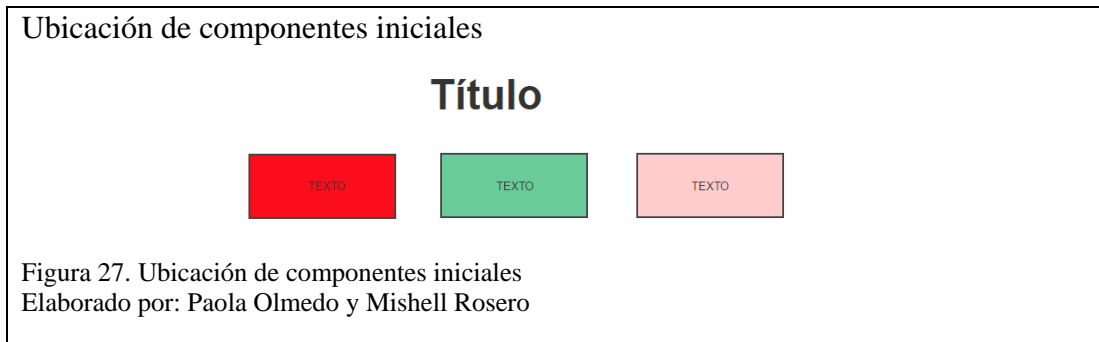 Ubicación de componentes iniciales
Título
TEXTO TEXTO TEXTO
Figura 27. Ubicación de componentes iniciales
Elaborado por: Paola Olmedo y Mishell Rosero